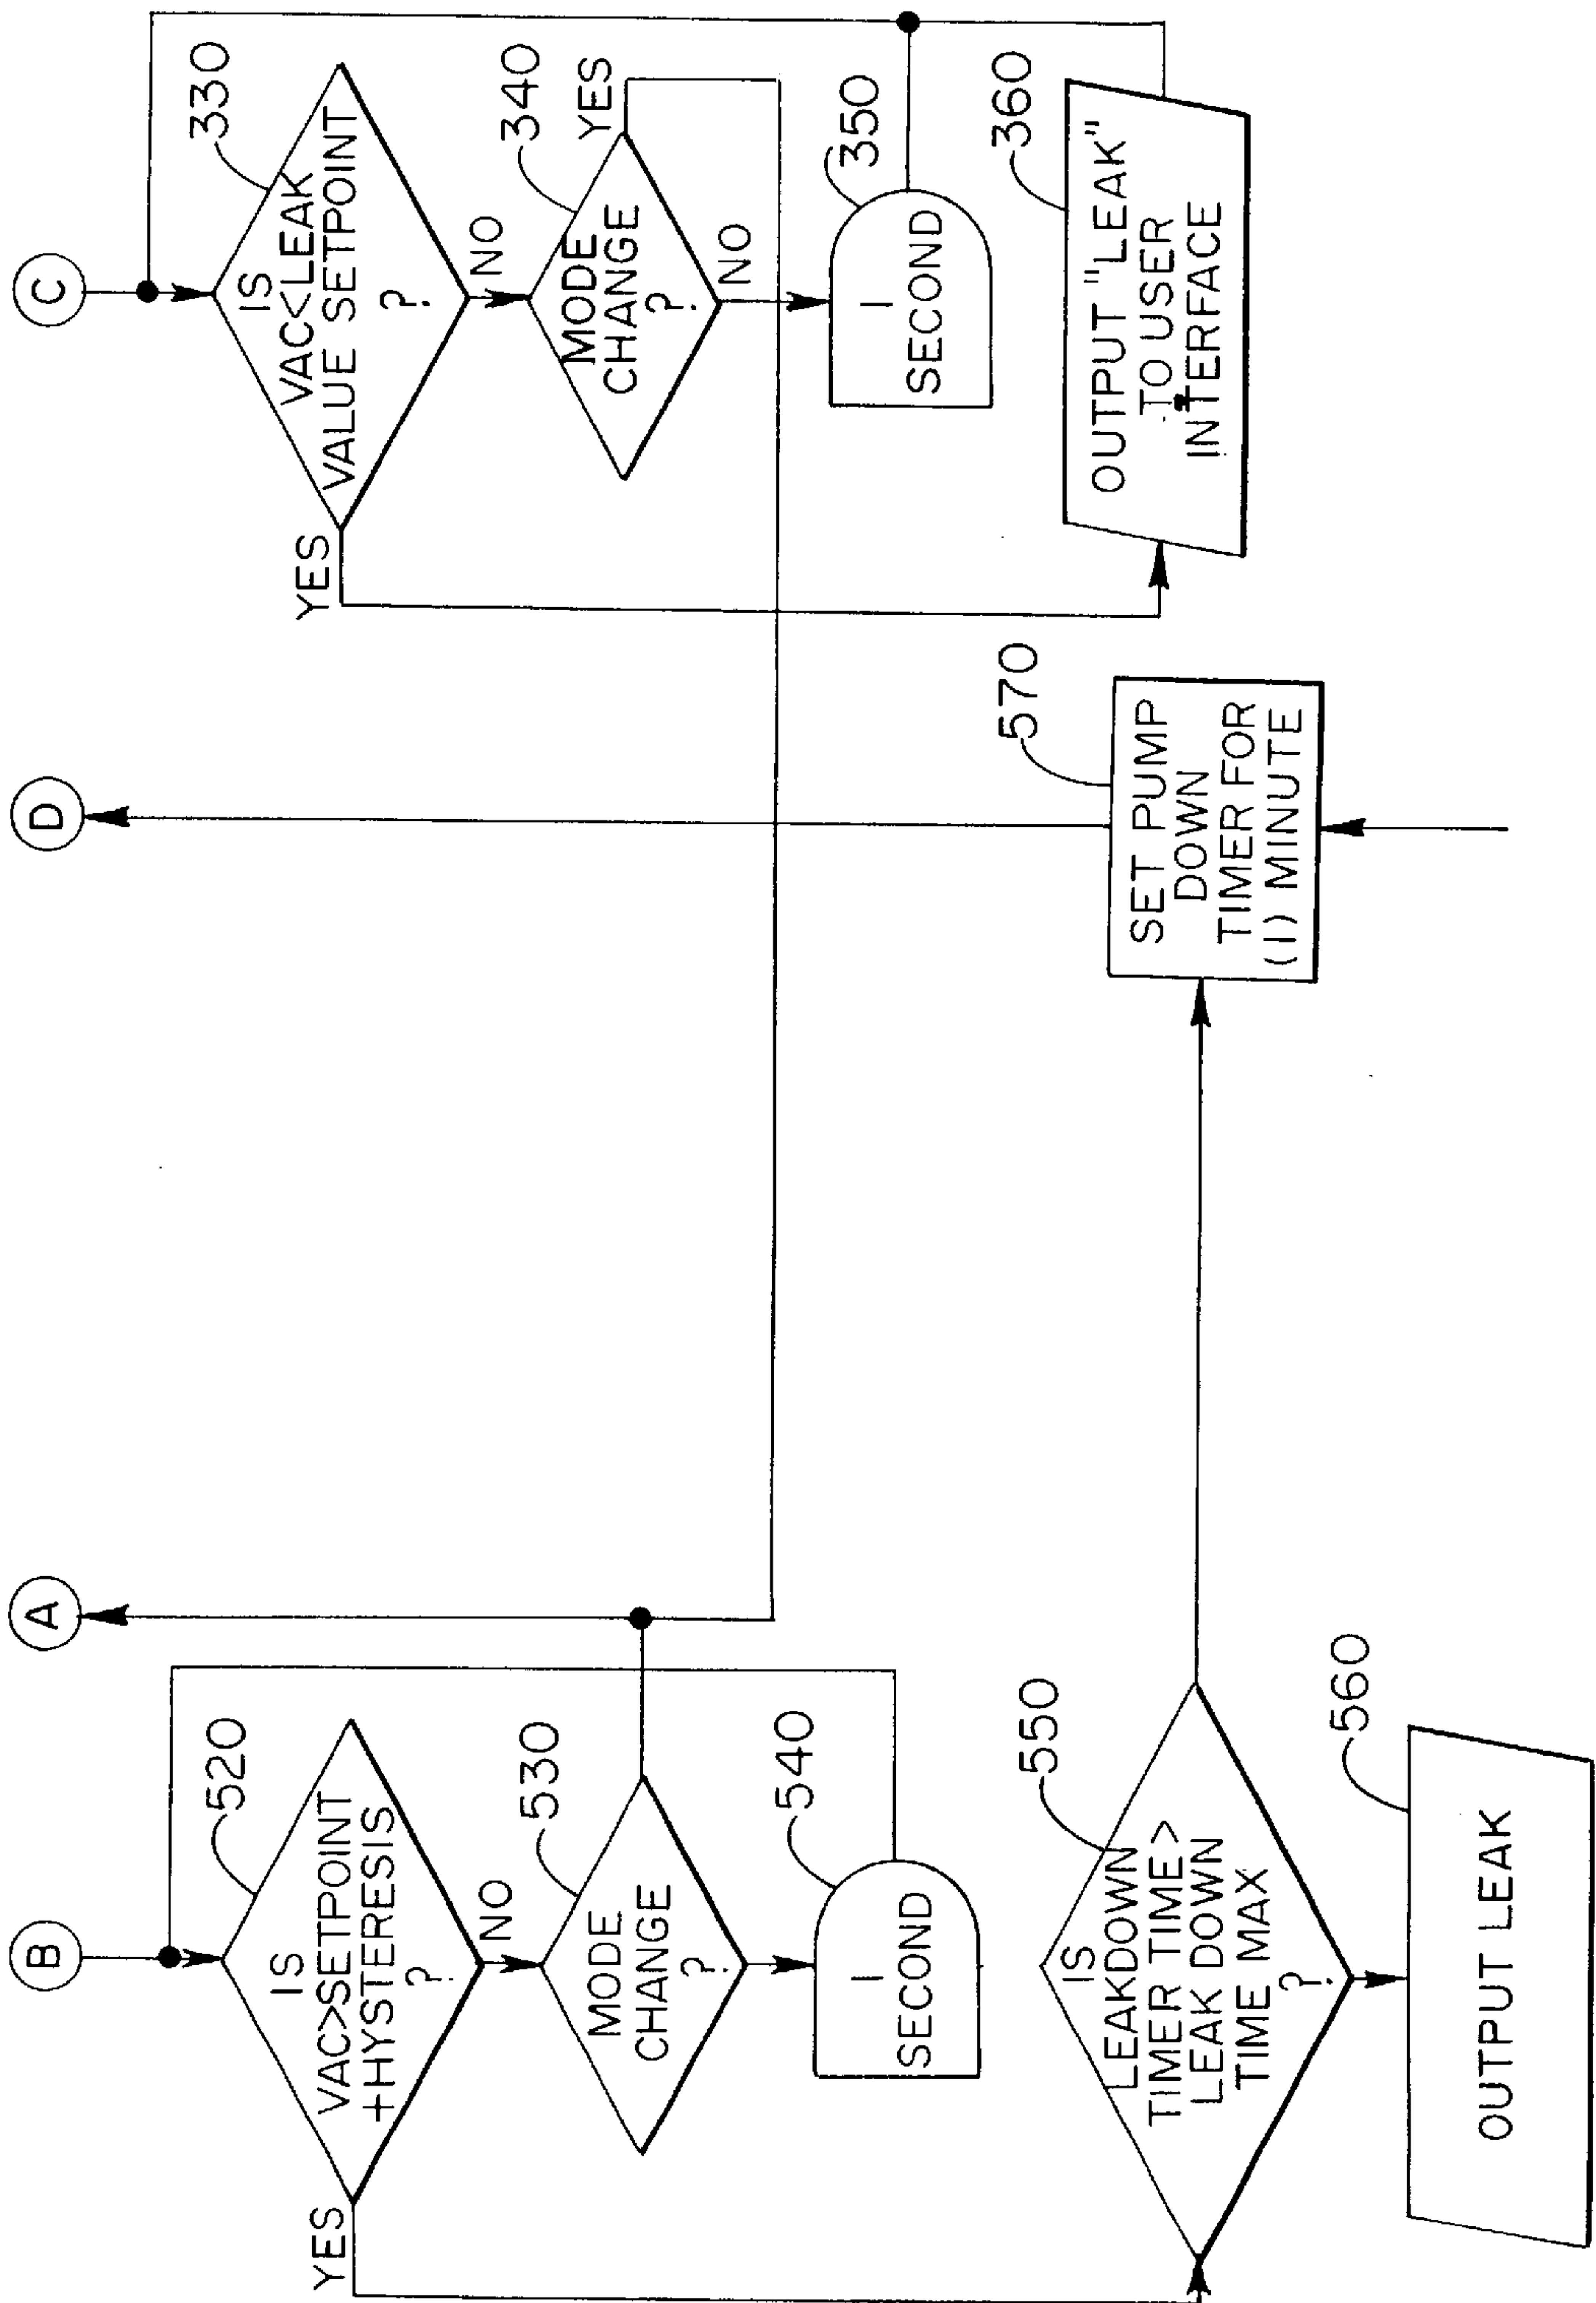 B
520
IS
VAC>SETPOINT
+HYSTERESIS
?
YES
NO
530
MODE
CHANGE
?
540
1
SECOND
550
IS
LEAKDOWN
TIMER TIME>
LEAK DOWN
TIME MAX
?
560
OUTPUT LEAK
A
D
570
SET PUMP
DOWN
TIMER FOR
(1) MINUTE
C
330
IS
VAC<LEAK
VALUE SETPOINT
?
YES
NO
340
MODE
CHANGE
?
YES
NO
350
1
SECOND
360
OUTPUT "LEAK"
TO USER
INTERFACE